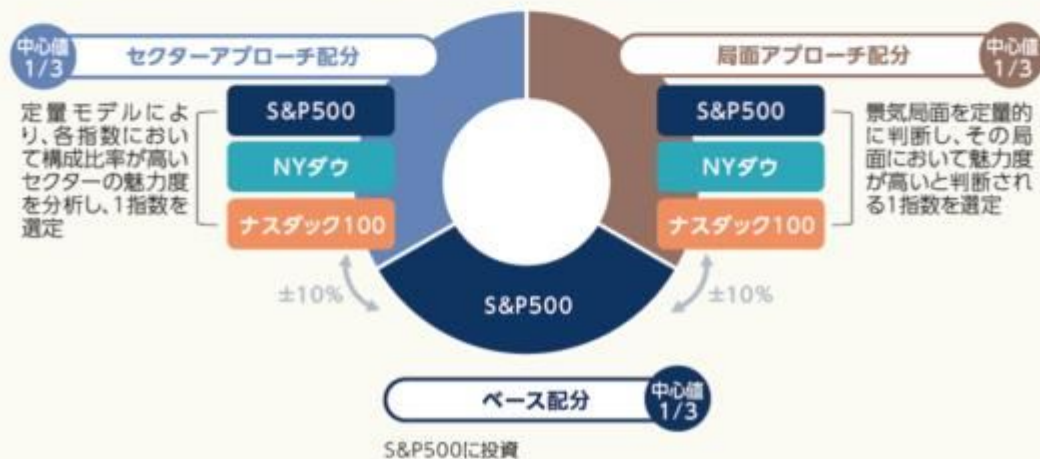 中心値
1/3
セクターアプローチ配分
定量モデルによ
り、各指数におい
て構成比率が高い
セクターの魅力度
を分析し、1指数を
選定
S&P500
NYダウ
ナスダック100
±10%
局面アプローチ配分
中心値
1/3
S&P500
NYダウ
ナスダック100
景気局面を定量的
に判断し、その局
面において魅力度
が高いと判断され
る1指数を選定
±10%
S&P500
ベース配分
中心値
1/3
S&P500に投資